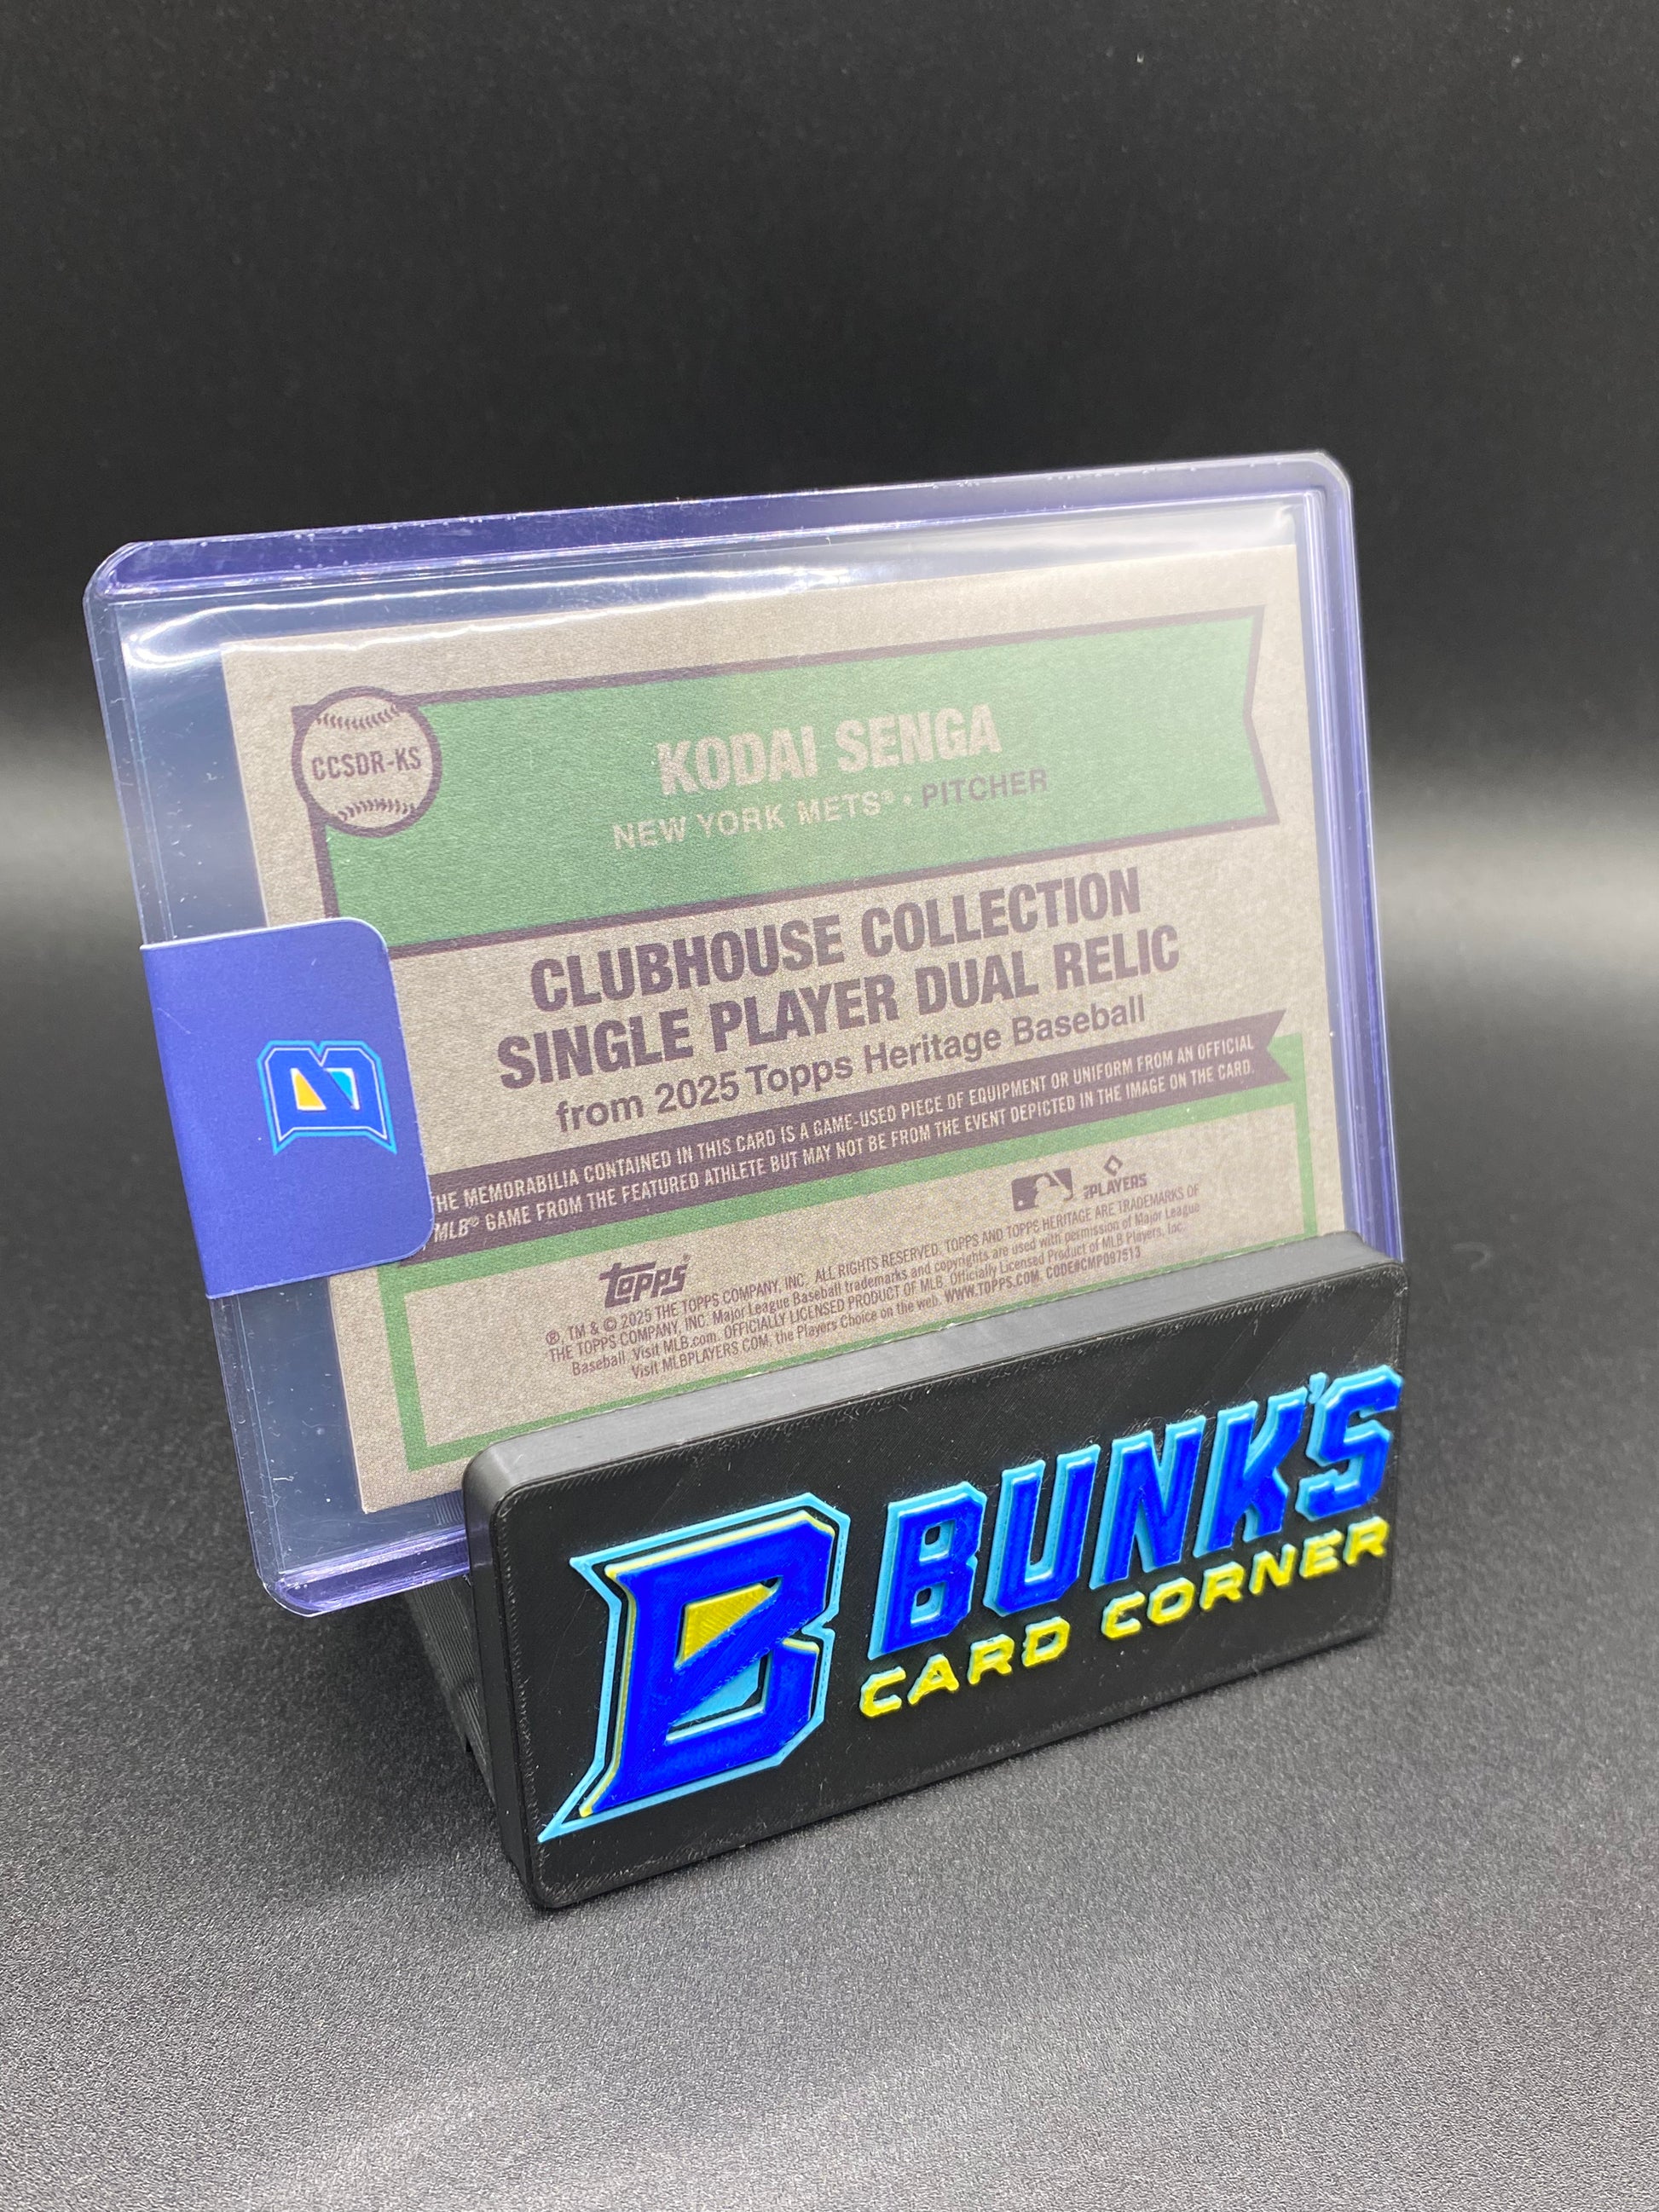 CCSDR-KS
KODAI SENGA
NEW YORK METS® • PITCHER
CLUBHOUSE COLLECTION
SINGLE PLAYER DUAL RELIC
from 2025 Topps Heritage Baseball
THE MEMORABILIA CONTAINED IN THIS CARD IS A GAME-USED PIECE OF EQUIPMENT OR UNIFORM FROM AN OFFICIAL
MLB® GAME FROM THE FEATURED ATHLETE BUT MAY NOT BE FROM THE EVENT DEPICTED IN THE IMAGE ON THE CARD.
B
topps®
MLB PLAYERS
®, TM & © 2025 THE TOPPS COMPANY, INC. ALL RIGHTS RESERVED. TOPPS AND TOPPS HERITAGE ARE TRADEMARKS OF
THE TOPPS COMPANY, INC. Major League Baseball trademarks and copyrights are used with permission of Major League
Baseball. Visit MLB.com. OFFICIALLY LICENSED PRODUCT OF MLB. Officially Licensed Product of MLB Players, Inc.
Visit MLBPLAYERS.COM, the Players Choice on the web. WWW.TOPPS.COM. CODE#CMP097513
B BUNK'S
CARD CORNER